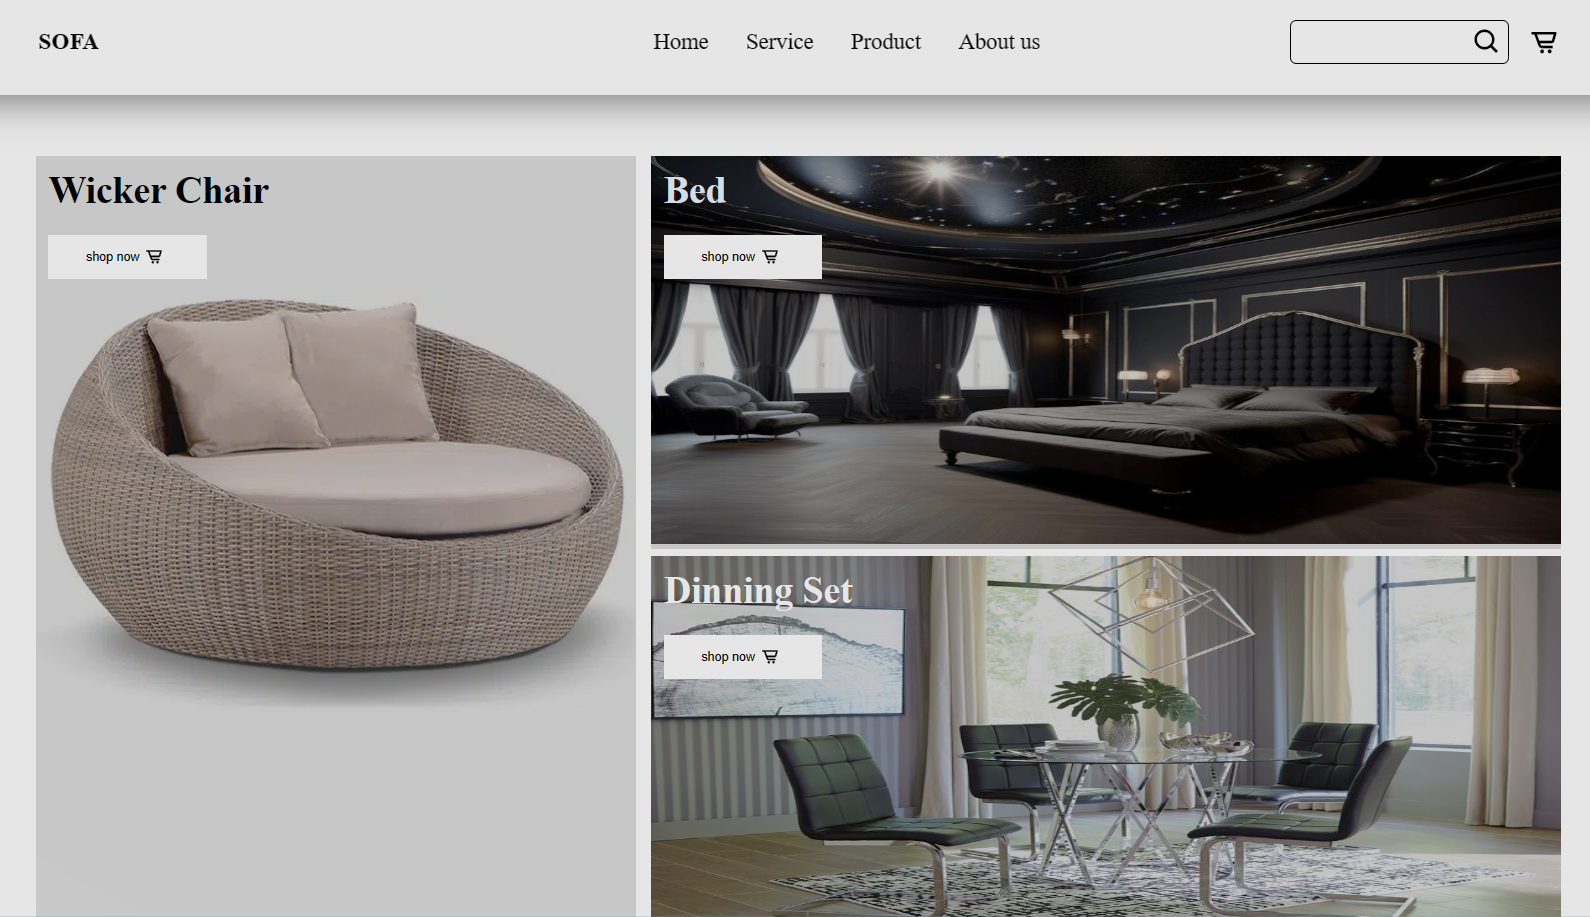 SOFA
Home Service Product About us
Wicker Chair
shop now
Bed
shop now
Dinning Set
shop now